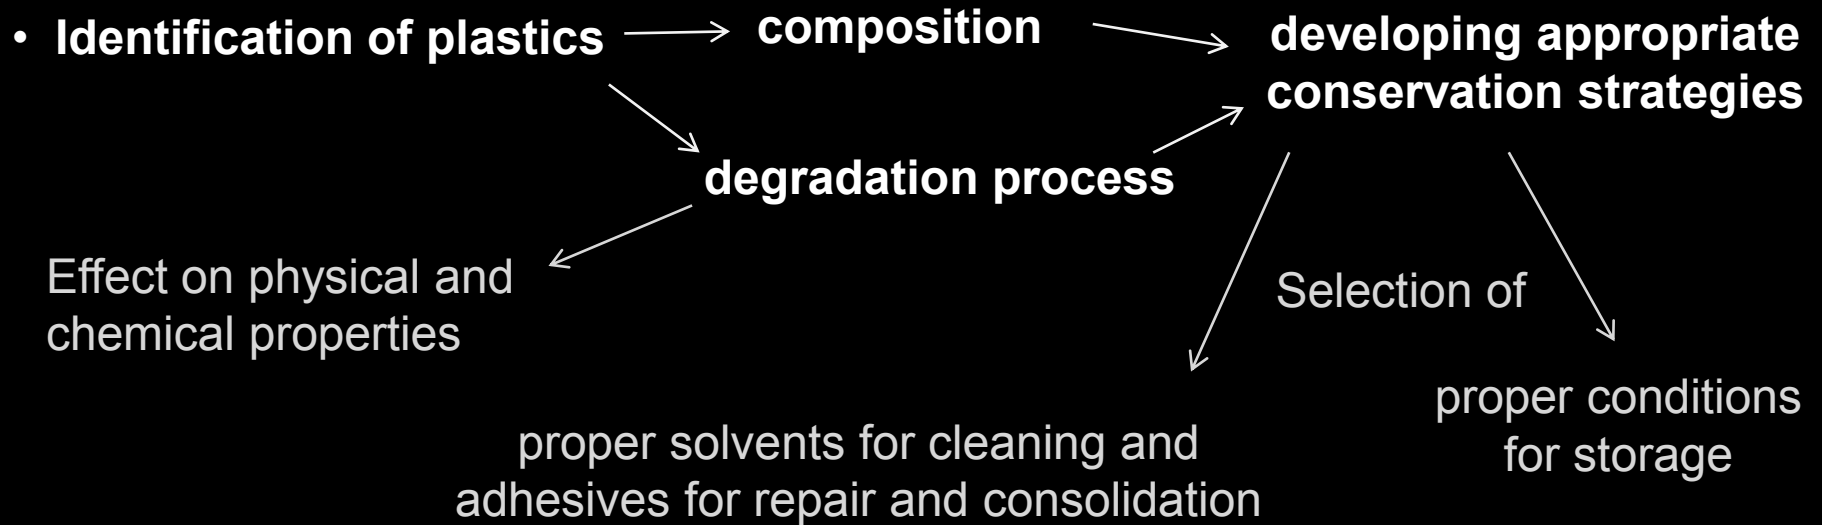 • Identification of plastics
composition
developing appropriate
conservation strategies
degradation process
Effect on physical and
chemical properties
Selection of
proper solvents for cleaning and
adhesives for repair and consolidation
proper conditions
for storage